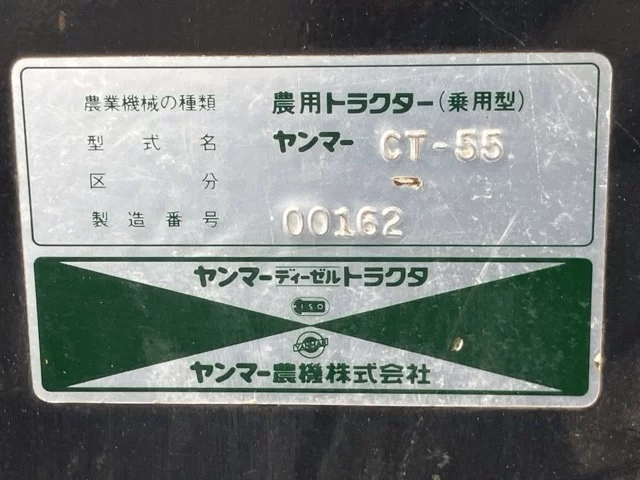 農業機械の種類 農用トラクター(乗用型)
型式名 ヤンマー CT-55
区分 -
製造番号 00162
ヤンマーディーゼルトラクタ
ISO
YANMAR
ヤンマー農機株式会社